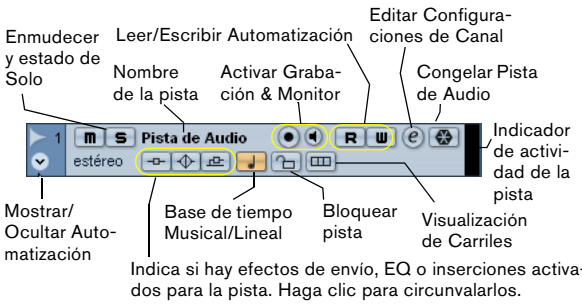 Editar Configura-
ciones de Canal
Enmudecer
y estado de
Solo
Leer/Escribir Automatización
Nombre
de la pista
Activar Graba-
ción & Monitor
Congelar Pista
de Audio
1 m S Pista de Audio R W e
estéreo
Indicador
de activi-
dad de la
pista
Mostrar/
Ocultar Auto-
matización
Base de tiempo
Musical/Lineal
Bloquear
pista
Visualización
de Carriles
Indica si hay efectos de envío, EQ o inserciones activa-
dos para la pista. Haga clic para circunvalarlos.